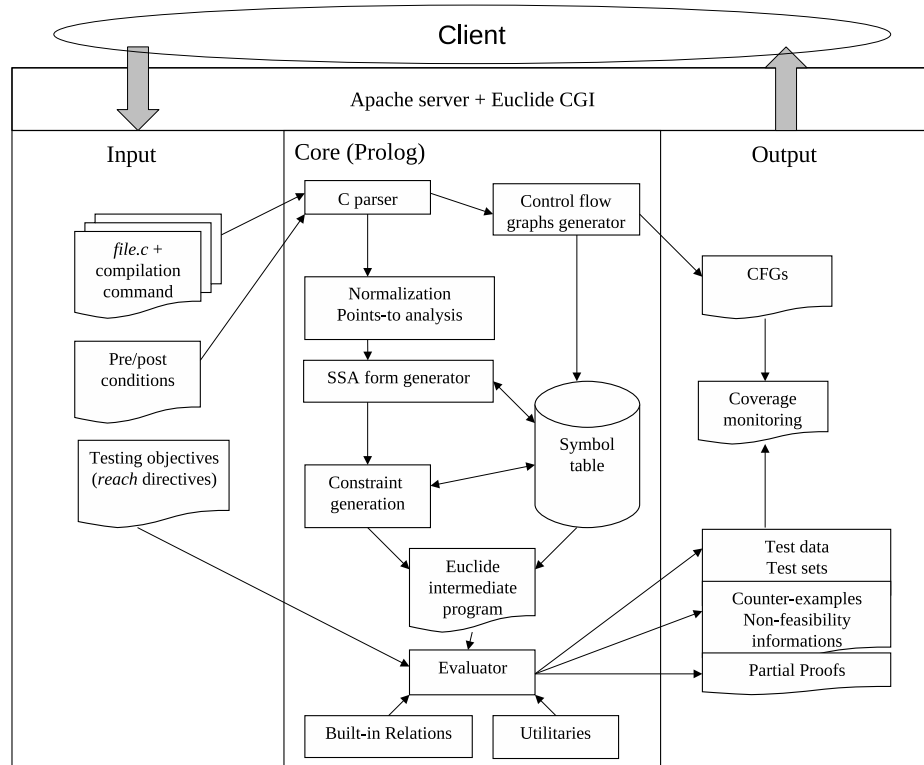 Client
Apache server + Euclide CGI
Input
Core (Prolog)
Output
C parser
Control flow
graphs generator
file.c +
compilation
command
CFGs
Normalization
Points-to analysis
Pre/post
conditions
SSA form generator
Coverage
monitoring
Symbol
table
Testing objectives
(reach directives)
Constraint
generation
Euclide
intermediate
program
Test data
Test sets
Counter-examples
Non-feasibility
informations
Evaluator
Partial Proofs
Built-in Relations
Utilitaries